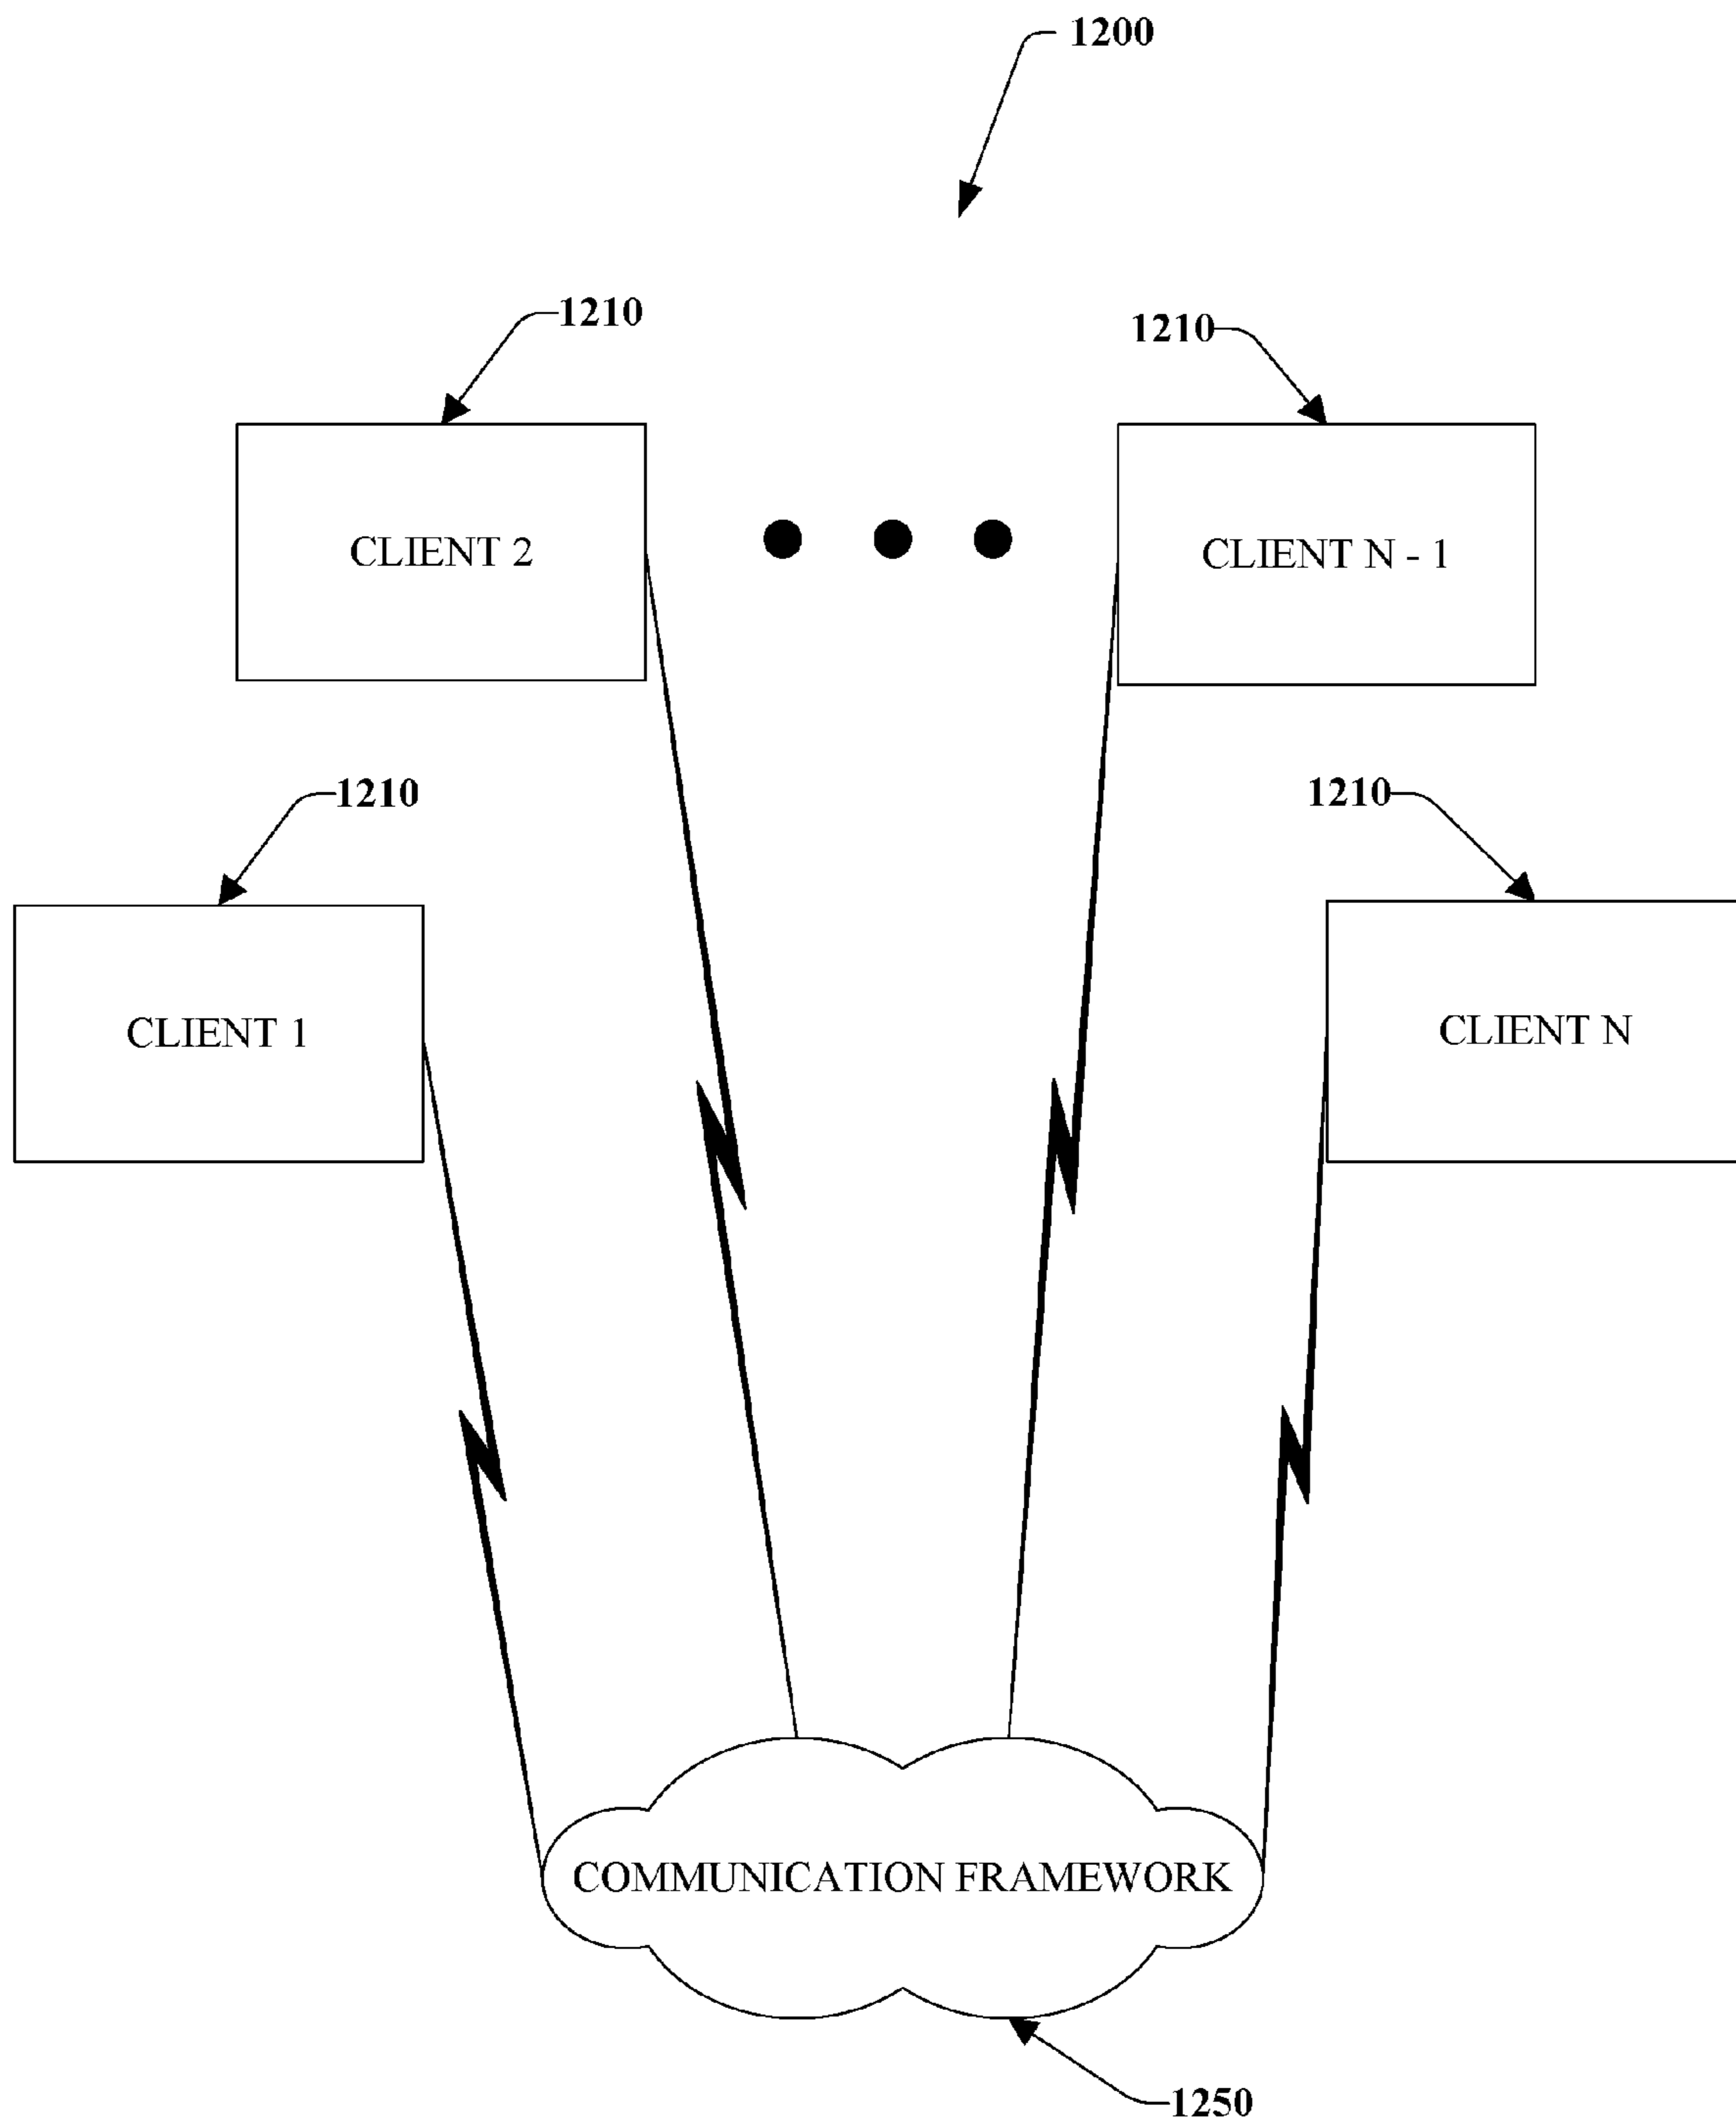 1200
1210
1210
CLIENT 2
CLIENT N - 1
1210
1210
CLIENT 1
CLIENT N
COMMUNICATION FRAMEWORK
1250